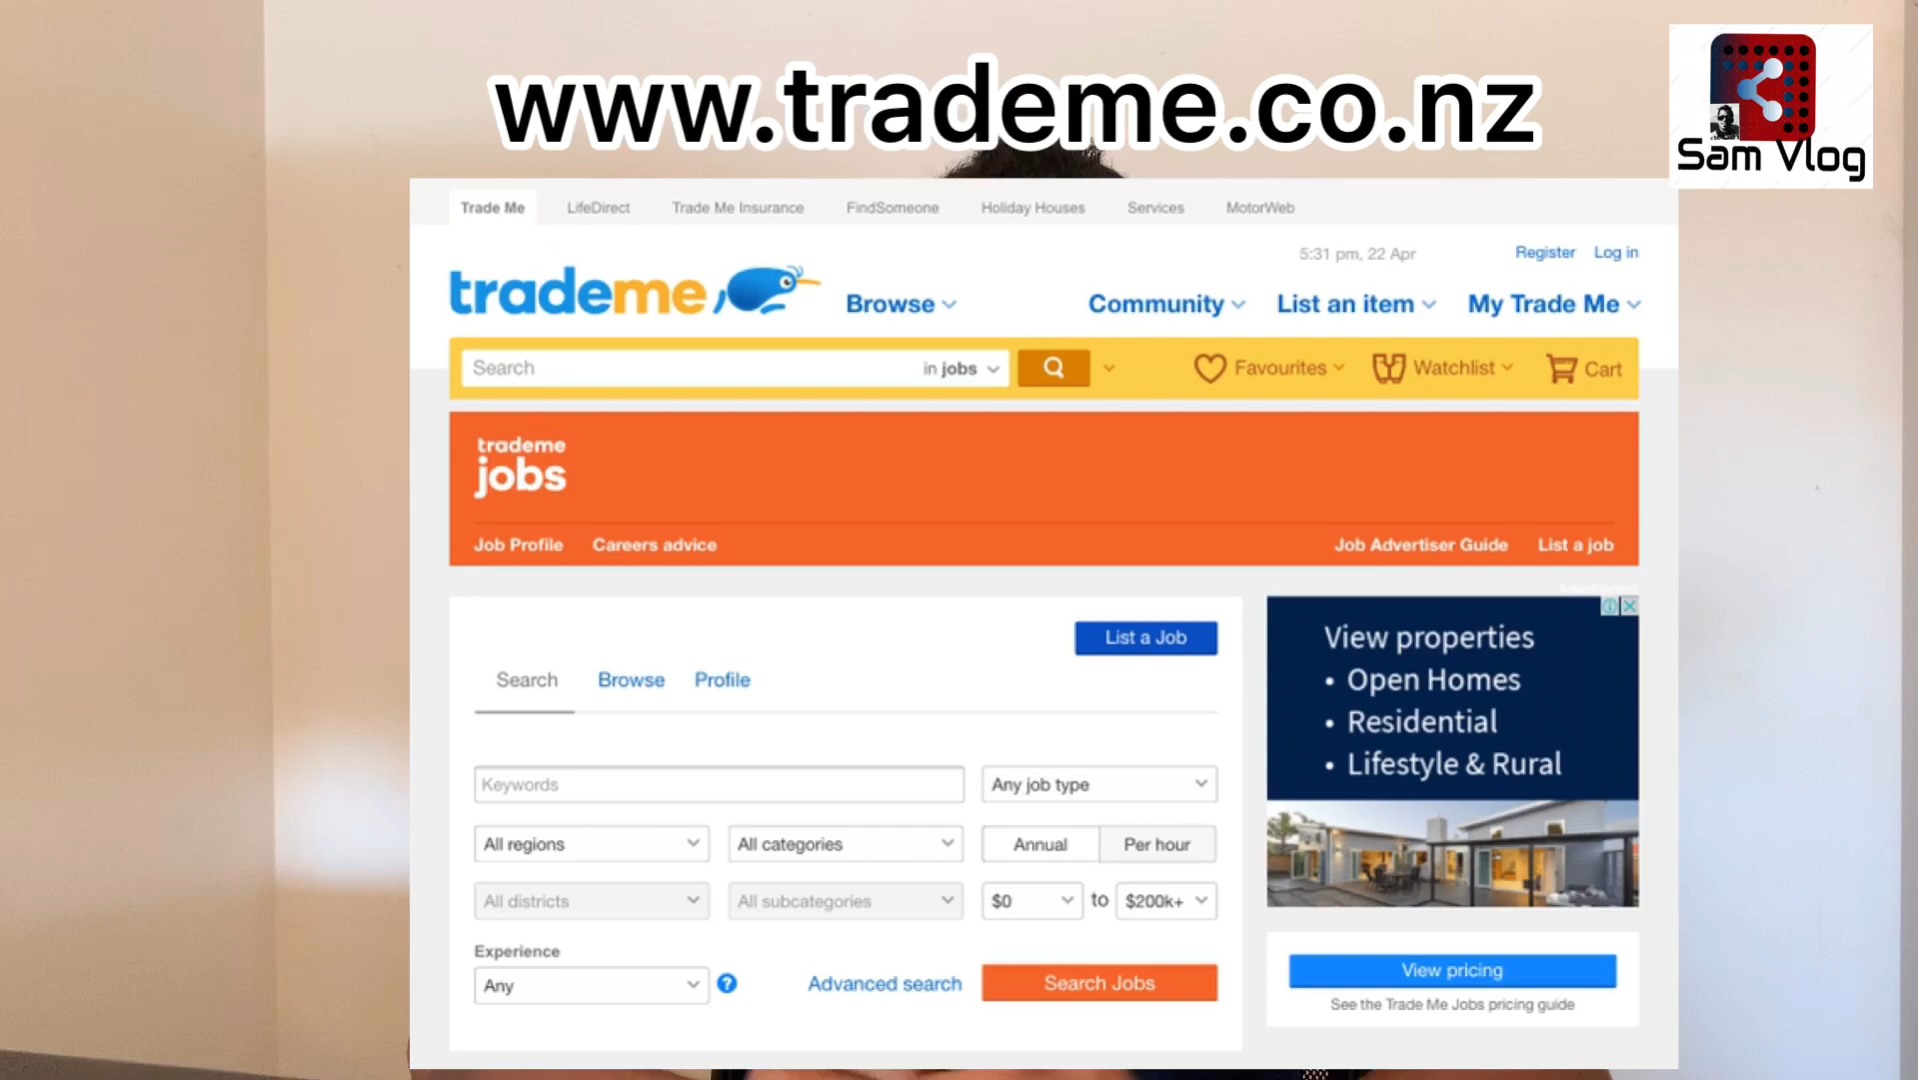 www.trademe.co.nz
Sam Vlog
Trade Me LifeDirect Trade Me Insurance FindSomeone Holiday Houses Services MotorWeb
5:31 pm, 22 Apr Register Log in
trademe Browse Community List an item My Trade Me
Search in jobs Favourites Watchlist Cart
trademe
jobs
Job Profile Careers advice Job Advertiser Guide List a job
List a Job
Search Browse Profile
Keywords Any job type
All regions All categories Annual Per hour
All districts All subcategories $0 to $200k+
Experience
Any ? Advanced search Search Jobs
View properties
• Open Homes
• Residential
• Lifestyle & Rural
View pricing
See the Trade Me Jobs pricing guide